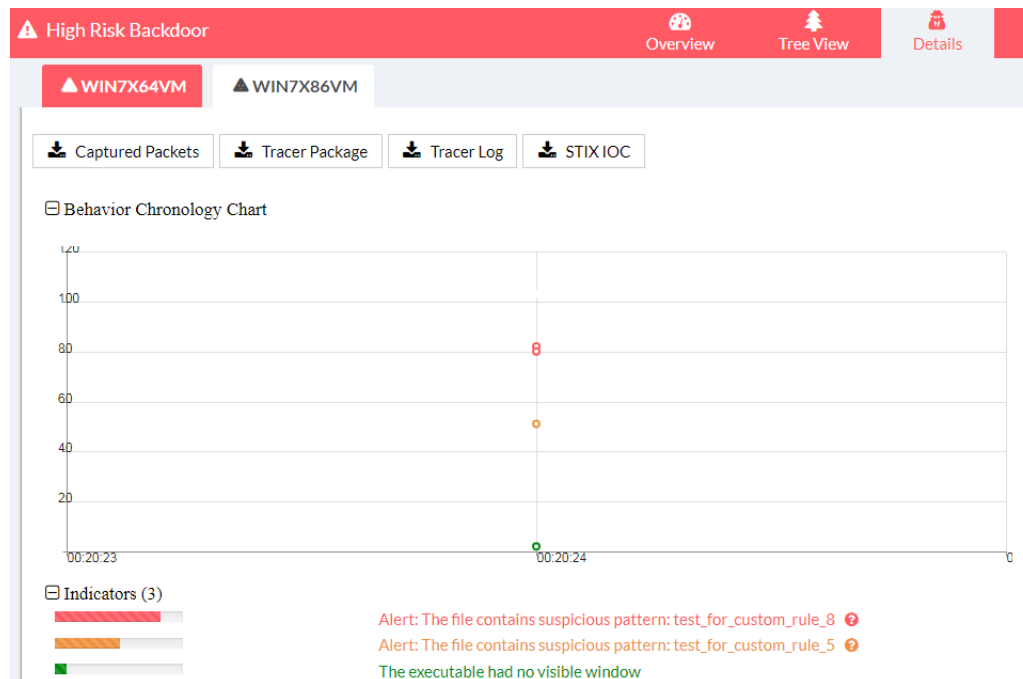 High Risk Backdoor
Overview
Tree View
Details
WIN7X64VM
WIN7X86VM
Captured Packets
Tracer Package
Tracer Log
STIX IOC
Behavior Chronology Chart
120
100
80
60
40
20
00:20:23
00:20:24
0
Indicators (3)
Alert: The file contains suspicious pattern: test_for_custom_rule_8
Alert: The file contains suspicious pattern: test_for_custom_rule_5
The executable had no visible window